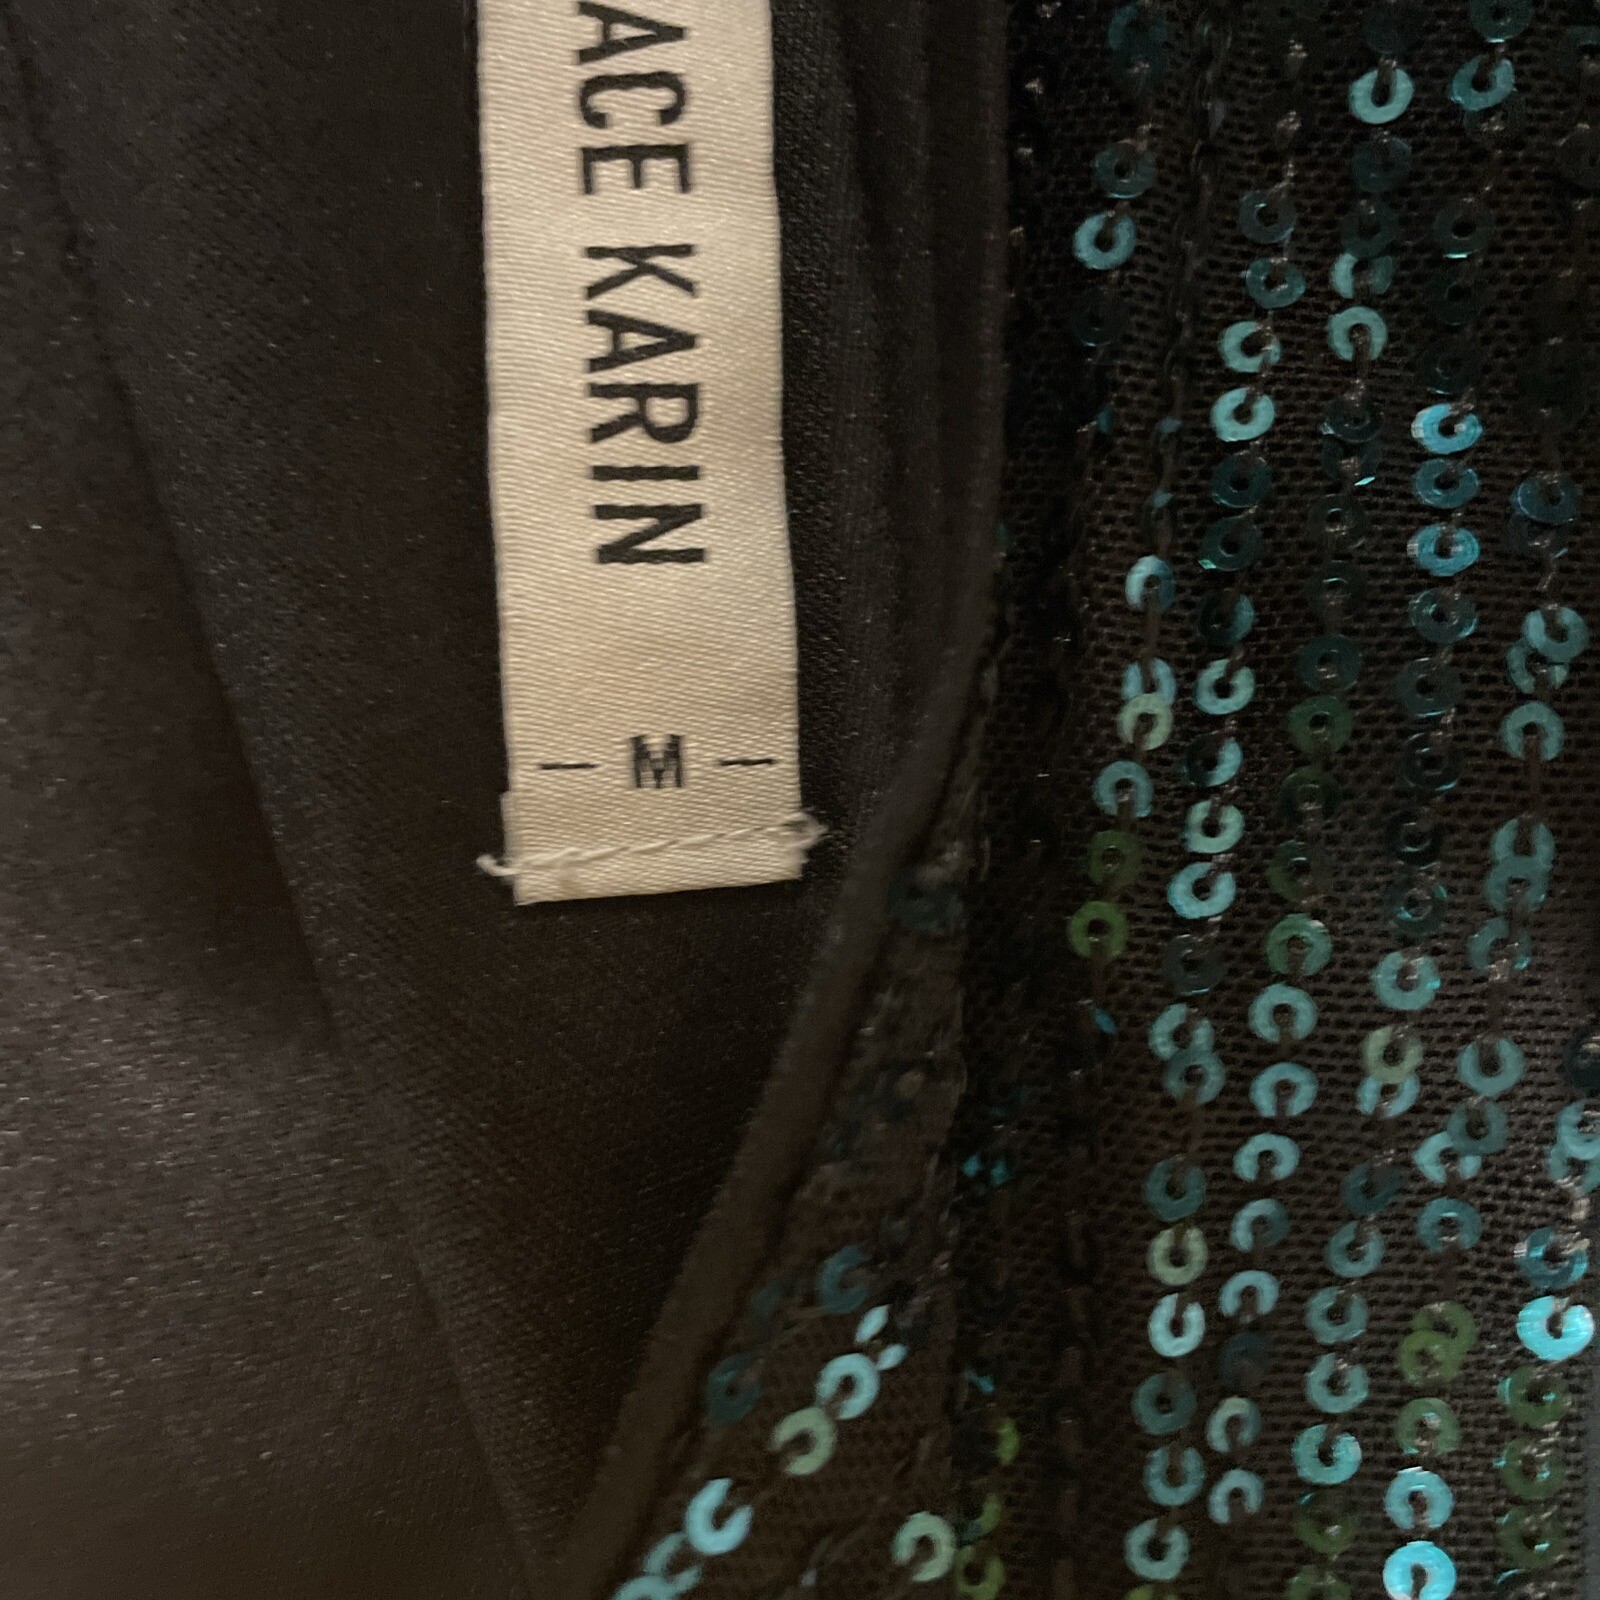 ACE KARIN
- M -